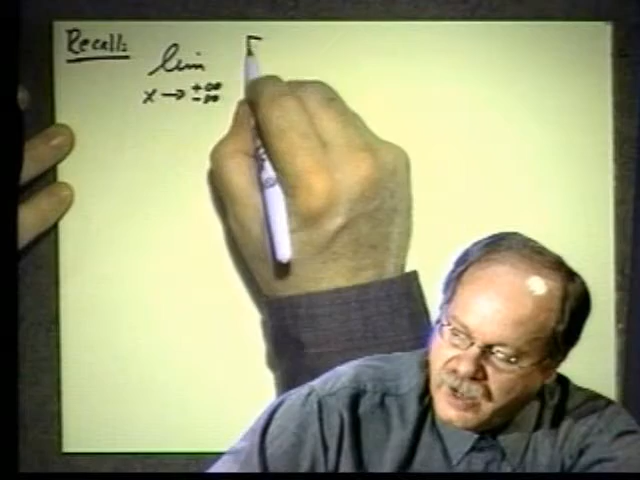 Recall:
lim
x → +∞
-∞